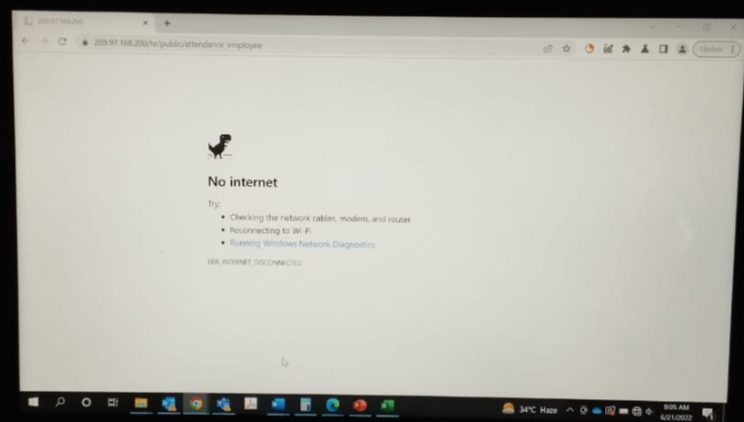 209.97.168.200
209.97.168.200/hr/public/attendance_employee
Update
No internet
Try:
Checking the network cables, modem, and router
Reconnecting to Wi-Fi
Running Windows Network Diagnostics
ERR_INTERNET_DISCONNECTED
34°C Haze
9:05 AM
6/21/2022